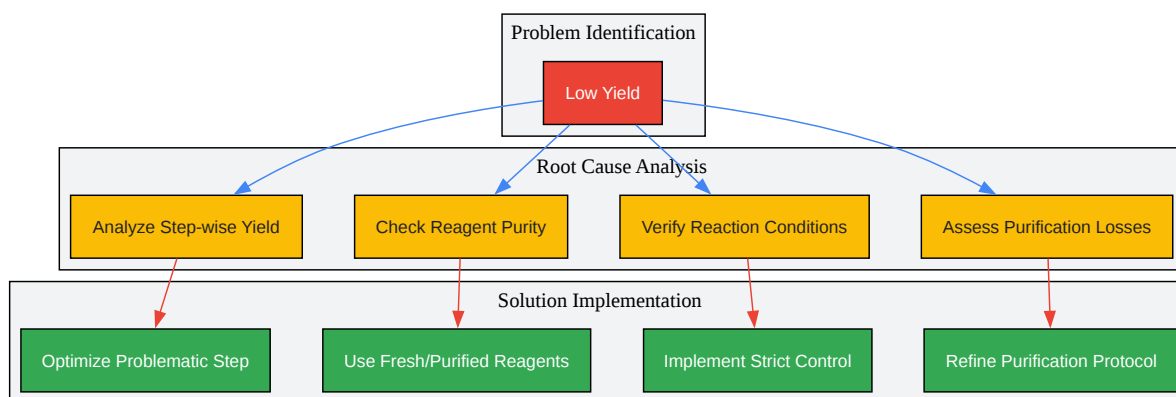 Problem Identification
Low Yield
Root Cause Analysis
Analyze Step-wise Yield
Check Reagent Purity
Verify Reaction Conditions
Assess Purification Losses
Solution Implementation
Optimize Problematic Step
Use Fresh/Purified Reagents
Implement Strict Control
Refine Purification Protocol